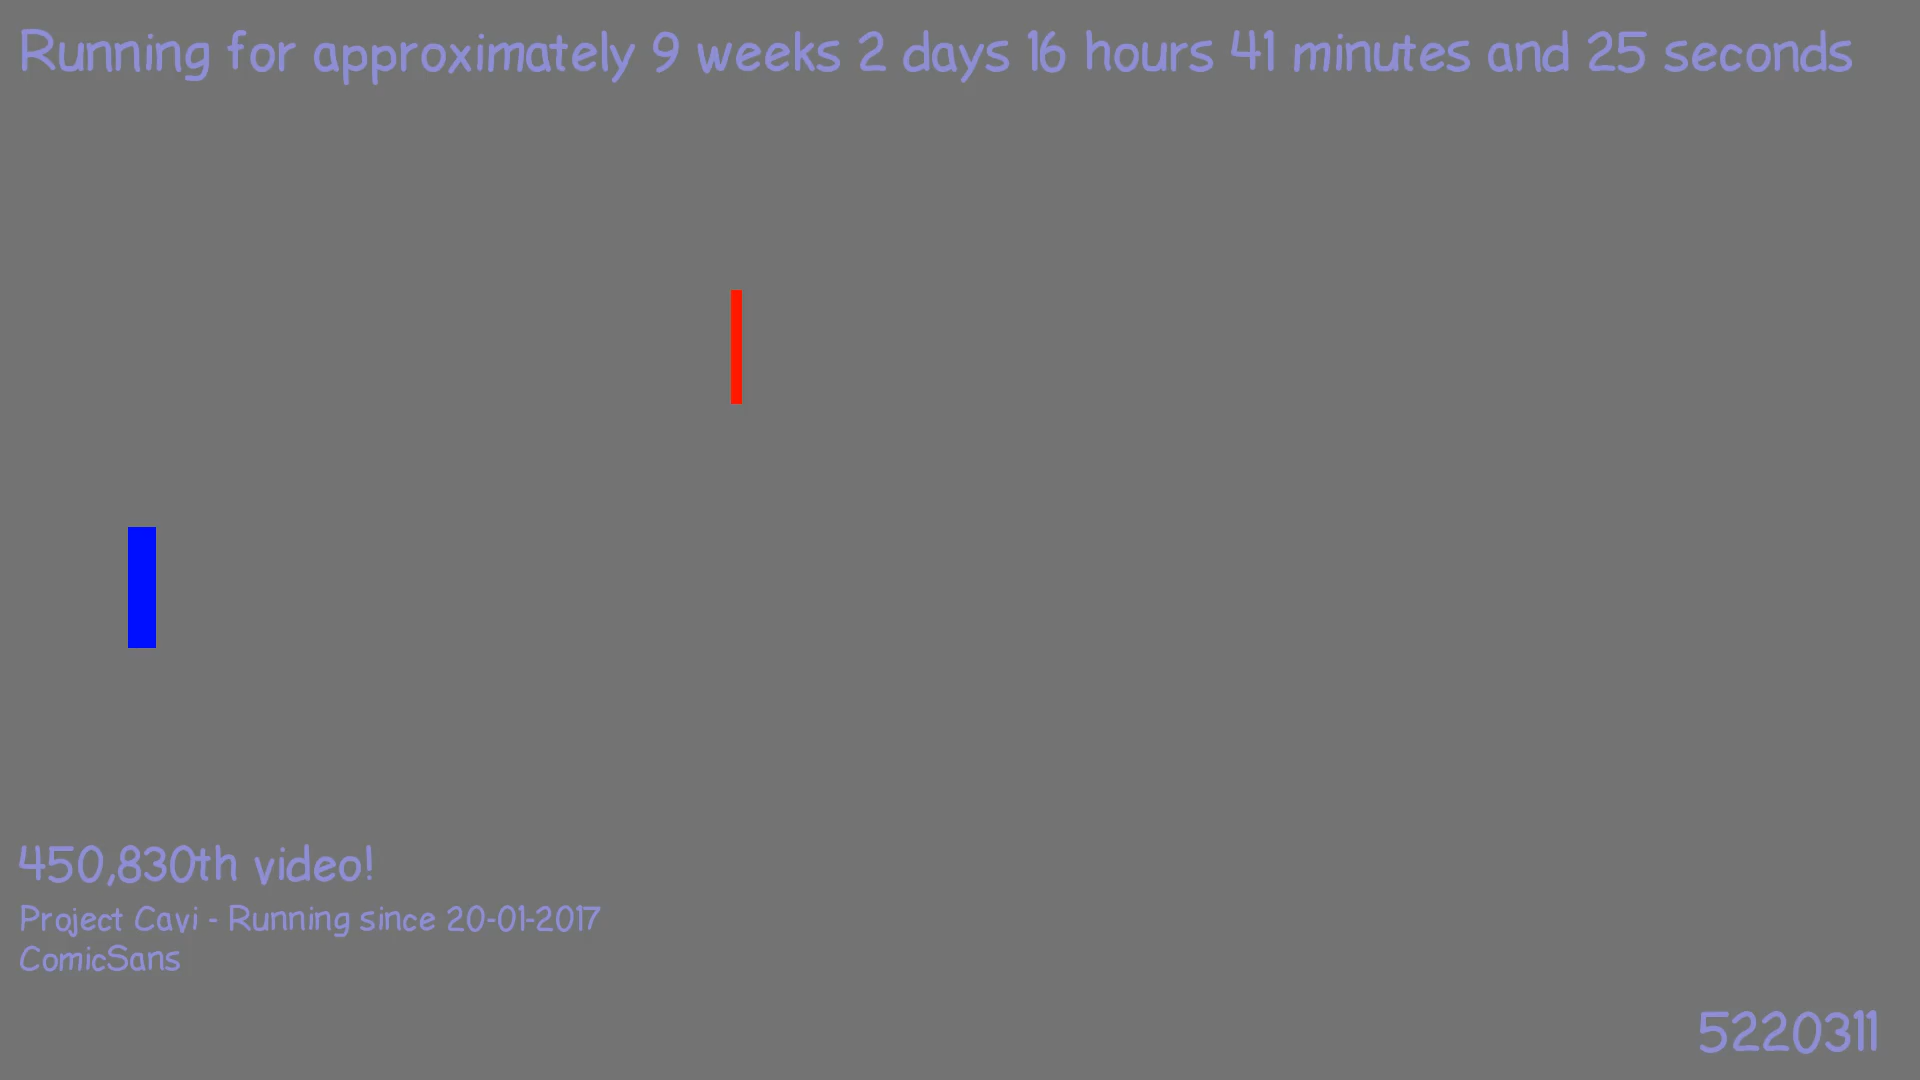 Running for approximately 9 weeks 2 days 16 hours 41 minutes and 25 seconds
450,830th video!
Project Cavi - Running since 20-01-2017
ComicSans
5220311